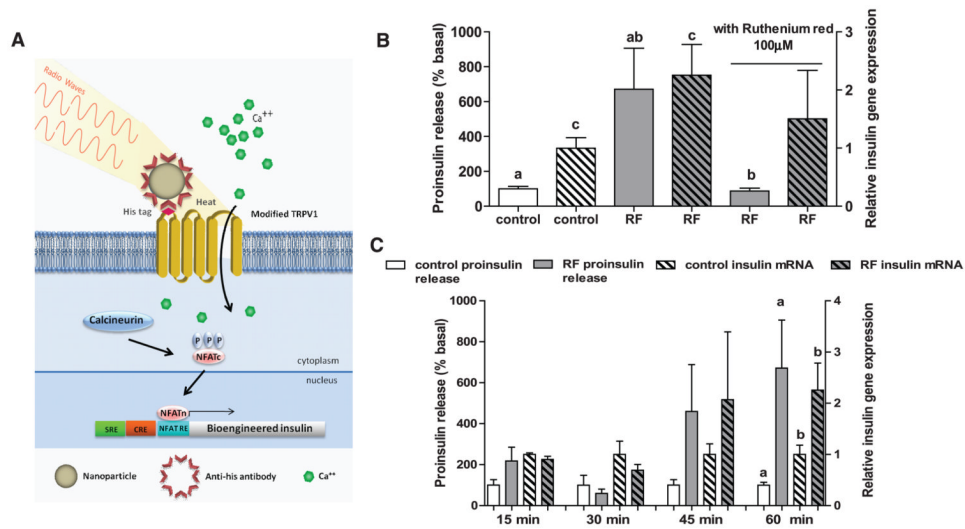 A
Radio Waves
Ca++
His tag
Heat
Modified TRPV1
Calcineurin
P P P
NFATc
cytoplasm
nucleus
NFATn
SRE CRE NFAT RE Bioengineered insulin
Nanoparticle
Anti-his antibody
Ca++
B
with Ruthenium red
100μM
Proinsulin release (% basal)
1000
800
600
400
200
0
a
c
ab
c
b
control control RF RF RF RF
3
2
1
0
Relative insulin gene expression
C
control proinsulin
release
RF proinsulin
release
control insulin mRNA
RF insulin mRNA
Proinsulin release (% basal)
1000
800
600
400
200
0
a
a
b
b
15 min 30 min 45 min 60 min
4
3
2
1
0
Relative insulin gene expression